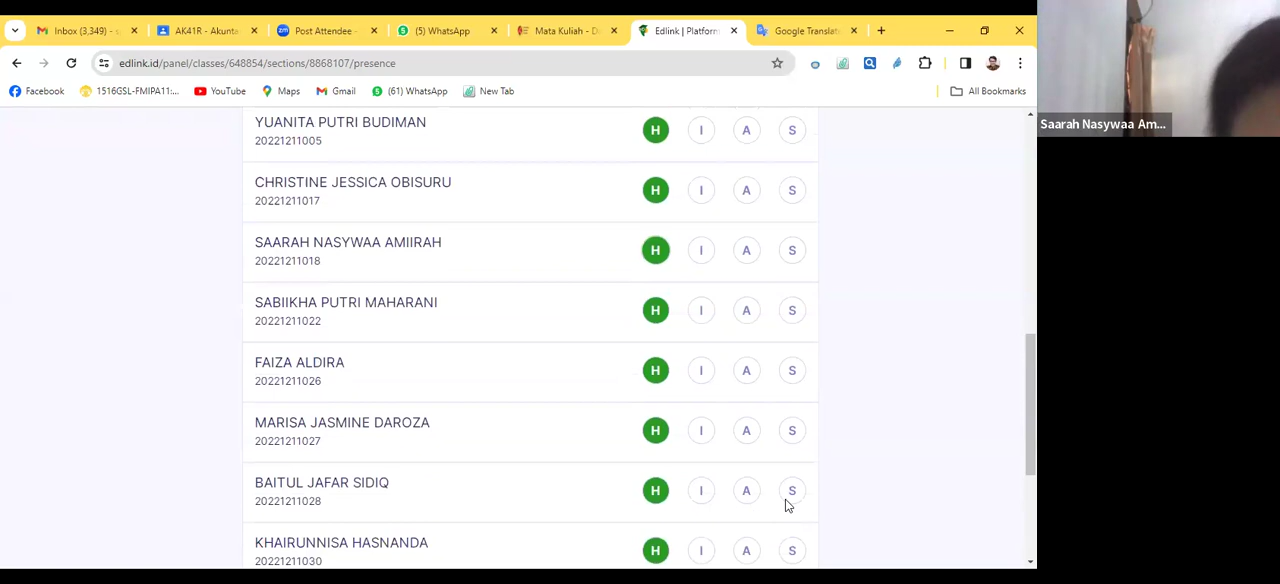 Inbox (3,349) - s
AK41R - Akunta
Post Attendee -
(5) WhatsApp
Mata Kuliah - D
Edlink | Platform
Google Translat
edlink.id/panel/classes/648854/sections/8868107/presence
Facebook
1516GSL-FMIPA11:...
YouTube
Maps
Gmail
(61) WhatsApp
New Tab
All Bookmarks
Saarah Nasywaa Am...
YUANITA PUTRI BUDIMAN
H I A S
20221211005
CHRISTINE JESSICA OBISURU
H I A S
20221211017
SAARAH NASYWAA AMIIRAH
H I A S
20221211018
SABIIKHA PUTRI MAHARANI
H I A S
20221211022
FAIZA ALDIRA
H I A S
20221211026
MARISA JASMINE DAROZA
H I A S
20221211027
BAITUL JAFAR SIDIQ
H I A S
20221211028
KHAIRUNNISA HASNANDA
H I A S
20221211030